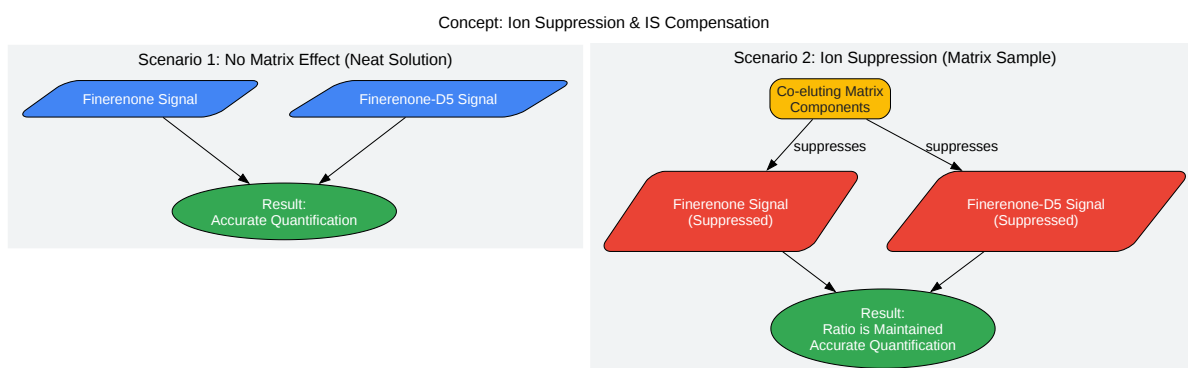 Concept: Ion Suppression & IS Compensation
Scenario 1: No Matrix Effect (Neat Solution)
Finerenone Signal
Finerenone-D5 Signal
Result:
Accurate Quantification
Scenario 2: Ion Suppression (Matrix Sample)
Co-eluting Matrix
Components
suppresses
suppresses
Finerenone Signal
(Suppressed)
Finerenone-D5 Signal
(Suppressed)
Result:
Ratio is Maintained
Accurate Quantification